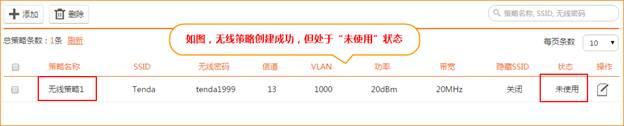 添加 删除 策略名称, SSID, 无线密码
如图，无线策略创建成功，但处于“未使用”状态
总策略条数：1条 刷新 每页条数 10
策略名称 SSID 无线密码 信道 VLAN 功率 带宽 隐藏SSID 状态 操作
无线策略1 Tenda tenda1999 13 1000 20dBm 20MHz 关闭 未使用